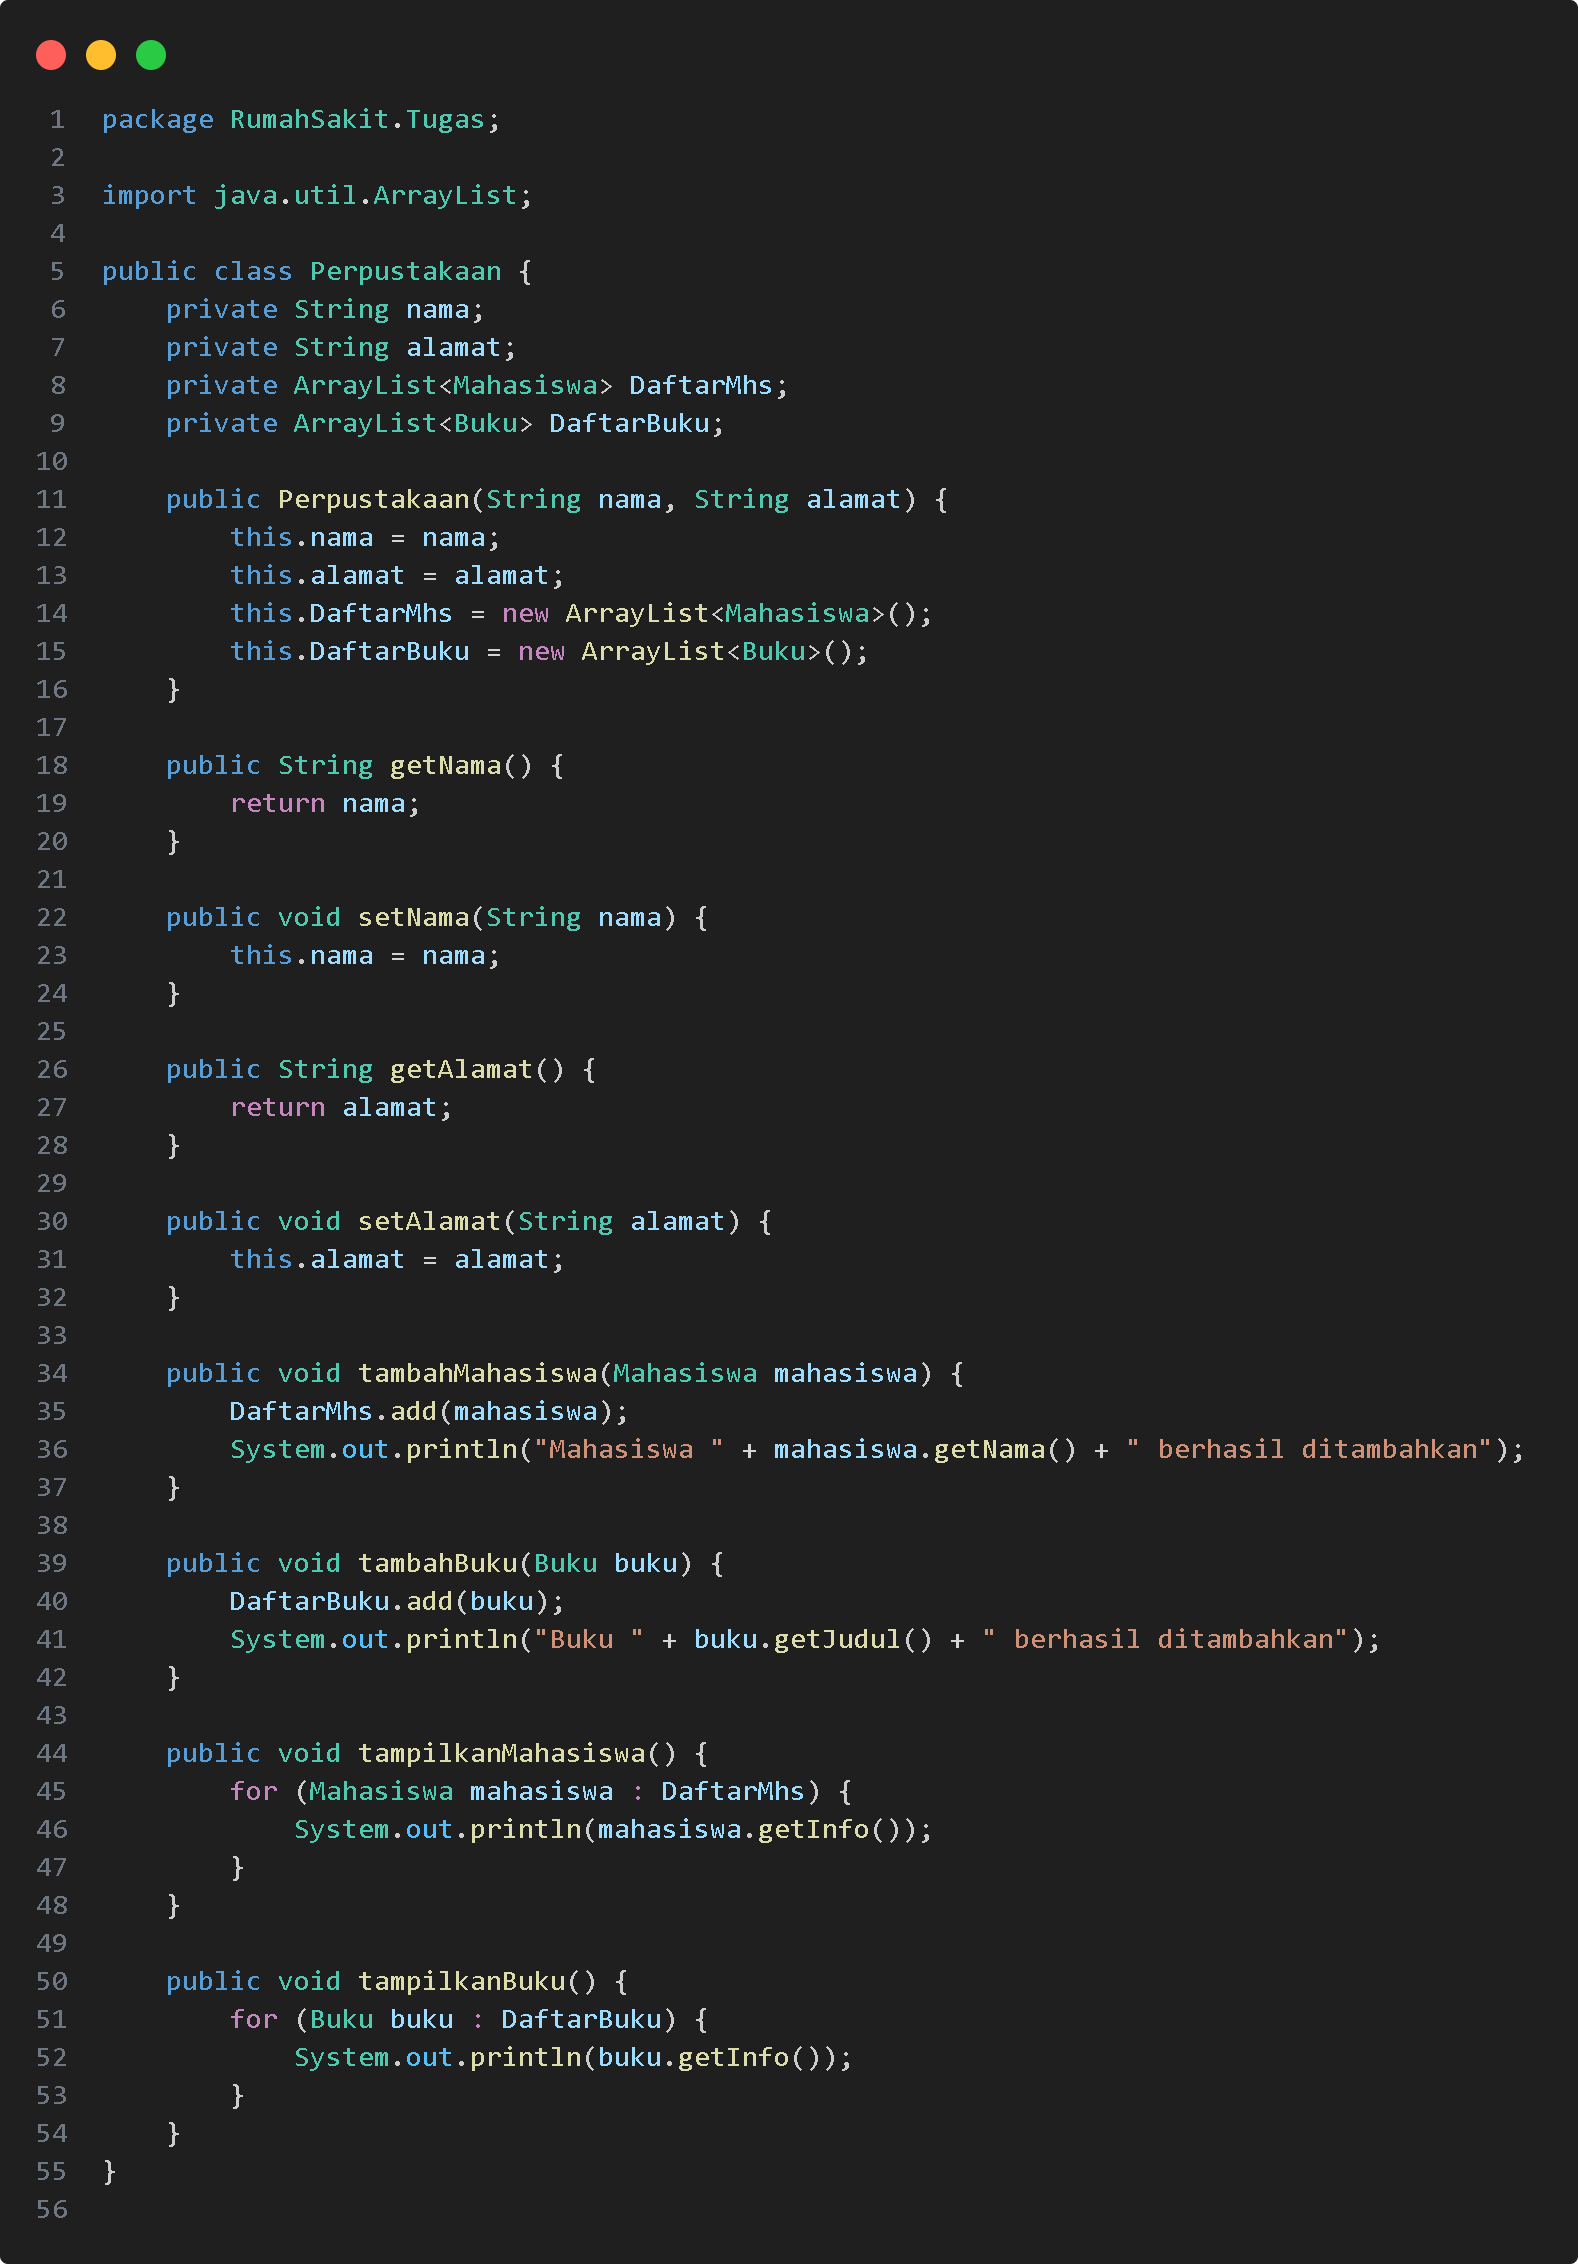 1 package RumahSakit.Tugas;
2
3 import java.util.ArrayList;
4
5 public class Perpustakaan {
6     private String nama;
7     private String alamat;
8     private ArrayList<Mahasiswa> DaftarMhs;
9     private ArrayList<Buku> DaftarBuku;
10
11     public Perpustakaan(String nama, String alamat) {
12         this.nama = nama;
13         this.alamat = alamat;
14         this.DaftarMhs = new ArrayList<Mahasiswa>();
15         this.DaftarBuku = new ArrayList<Buku>();
16     }
17
18     public String getNama() {
19         return nama;
20     }
21
22     public void setNama(String nama) {
23         this.nama = nama;
24     }
25
26     public String getAlamat() {
27         return alamat;
28     }
29
30     public void setAlamat(String alamat) {
31         this.alamat = alamat;
32     }
33
34     public void tambahMahasiswa(Mahasiswa mahasiswa) {
35         DaftarMhs.add(mahasiswa);
36         System.out.println("Mahasiswa " + mahasiswa.getNama() + " berhasil ditambahkan");
37     }
38
39     public void tambahBuku(Buku buku) {
40         DaftarBuku.add(buku);
41         System.out.println("Buku " + buku.getJudul() + " berhasil ditambahkan");
42     }
43
44     public void tampilkanMahasiswa() {
45         for (Mahasiswa mahasiswa : DaftarMhs) {
46             System.out.println(mahasiswa.getInfo());
47         }
48     }
49
50     public void tampilkanBuku() {
51         for (Buku buku : DaftarBuku) {
52             System.out.println(buku.getInfo());
53         }
54     }
55 }
56